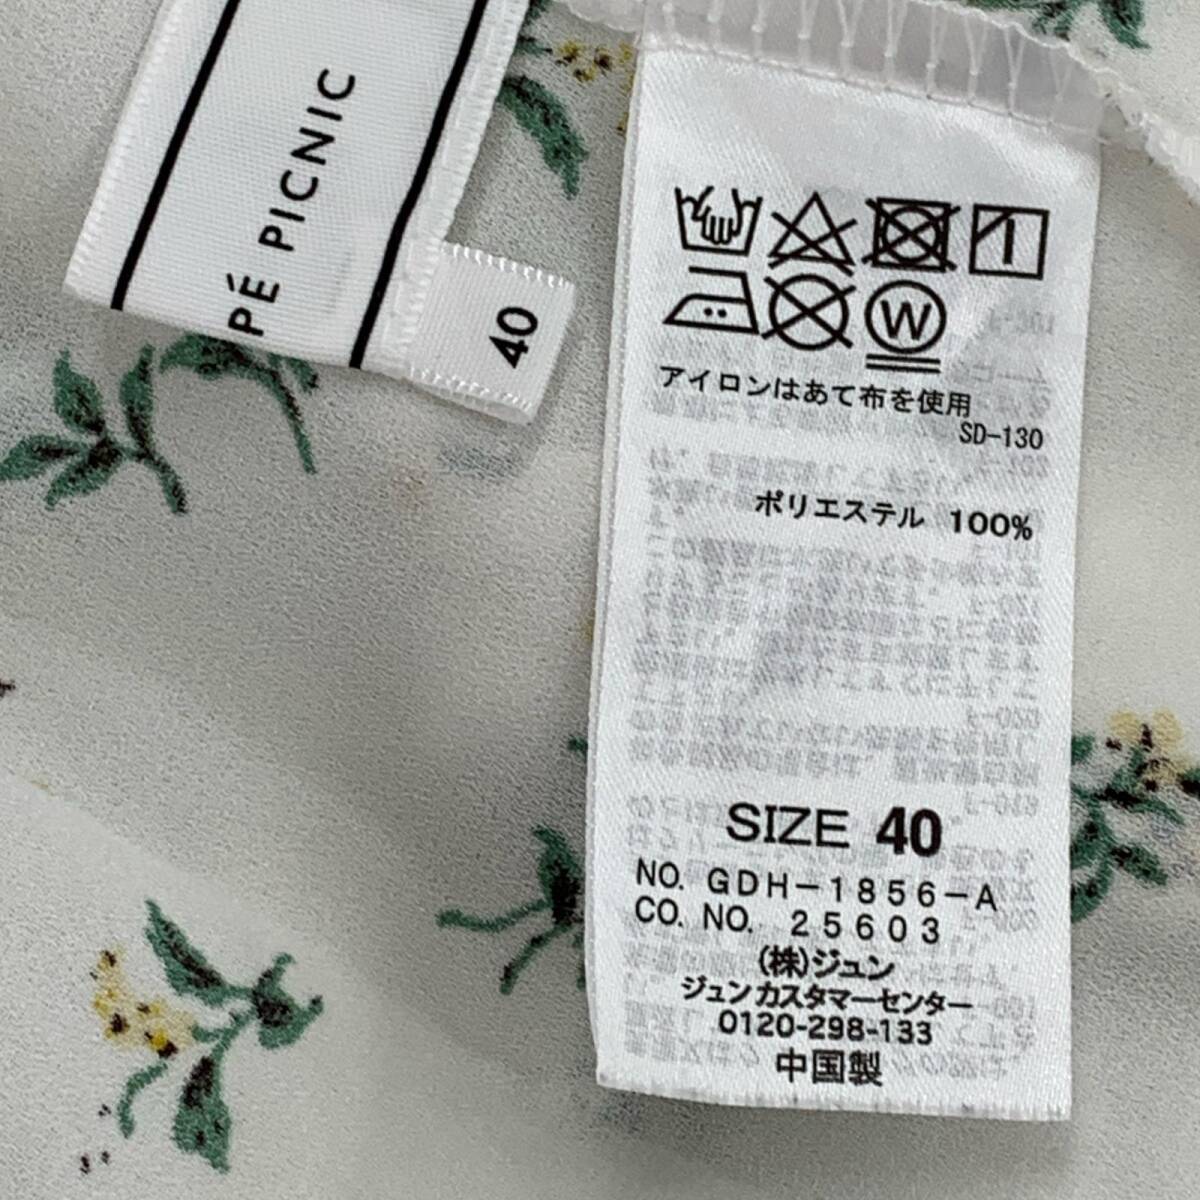 PÉ PICNIC
40
W
アイロンはあて布を使用
SD-130
ポリエステル 100%
SIZE 40
NO. GDH-1856-A
CO. NO. 25603
(株)ジュン
ジュンカスタマーセンター
0120-298-133
中国製